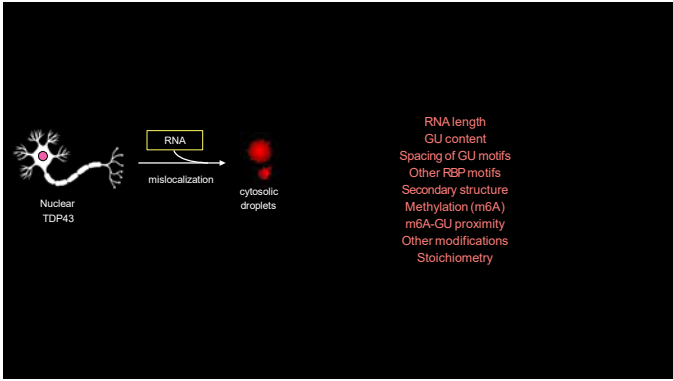 RNA
mislocalization
Nuclear
TDP43
cytosolic
droplets
RNA length
GU content
Spacing of GU motifs
Other RBP motifs
Secondary structure
Methylation (m6A)
m6A-GU proximity
Other modifications
Stoichiometry